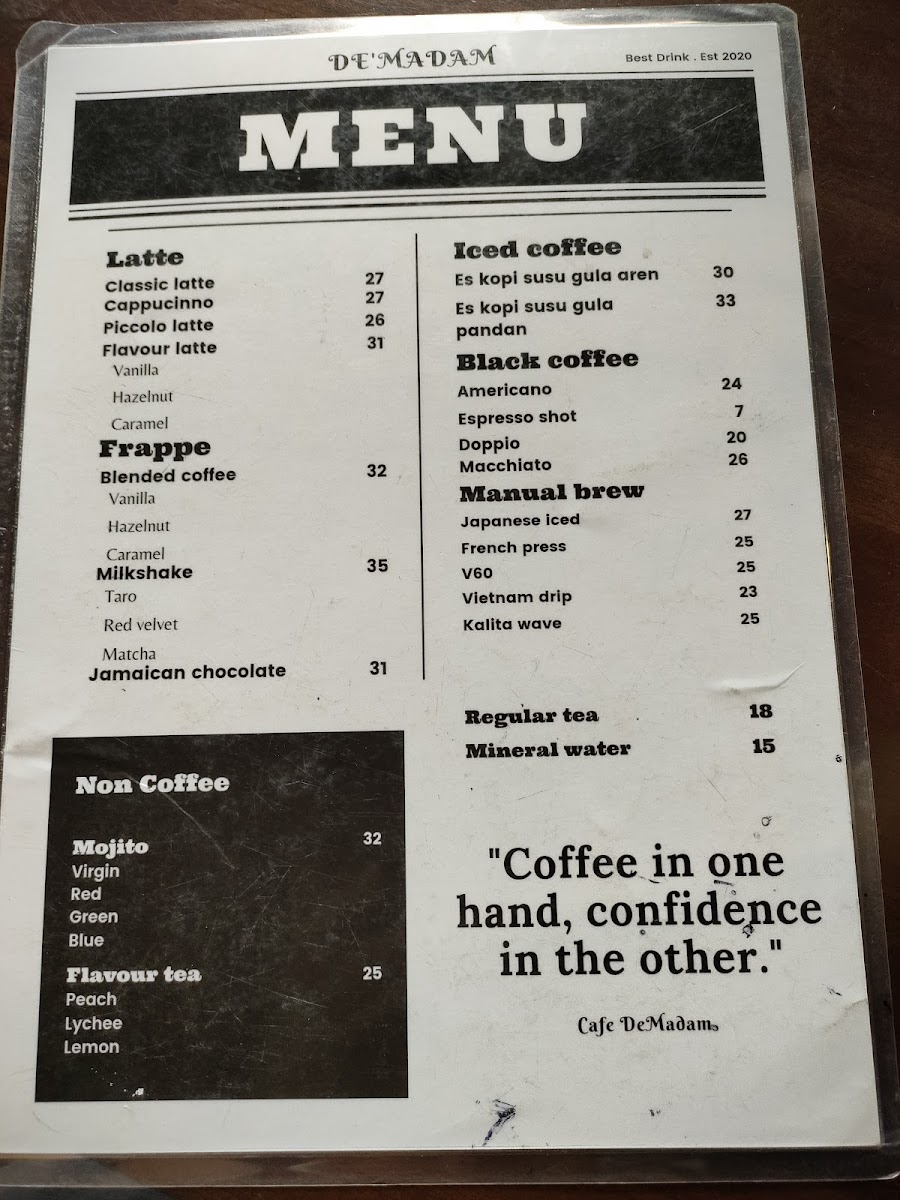 DE'MADAM
Best Drink . Est 2020
MENU
Latte
Classic latte 27
Cappucinno 27
Piccolo latte 26
Flavour latte 31
Vanilla
Hazelnut
Caramel
Frappe
Blended coffee 32
Vanilla
Hazelnut
Caramel
Milkshake 35
Taro
Red velvet
Matcha
Jamaican chocolate 31
Non Coffee
Mojito 32
Virgin
Red
Green
Blue
Flavour tea 25
Peach
Lychee
Lemon
Iced coffee
Es kopi susu gula aren 30
Es kopi susu gula 33
pandan
Black coffee
Americano 24
Espresso shot 7
Doppio 20
Macchiato 26
Manual brew
Japanese iced 27
French press 25
V60 25
Vietnam drip 23
Kalita wave 25
Regular tea 18
Mineral water 15
"Coffee in one
hand, confidence
in the other."
Cafe DeMadam